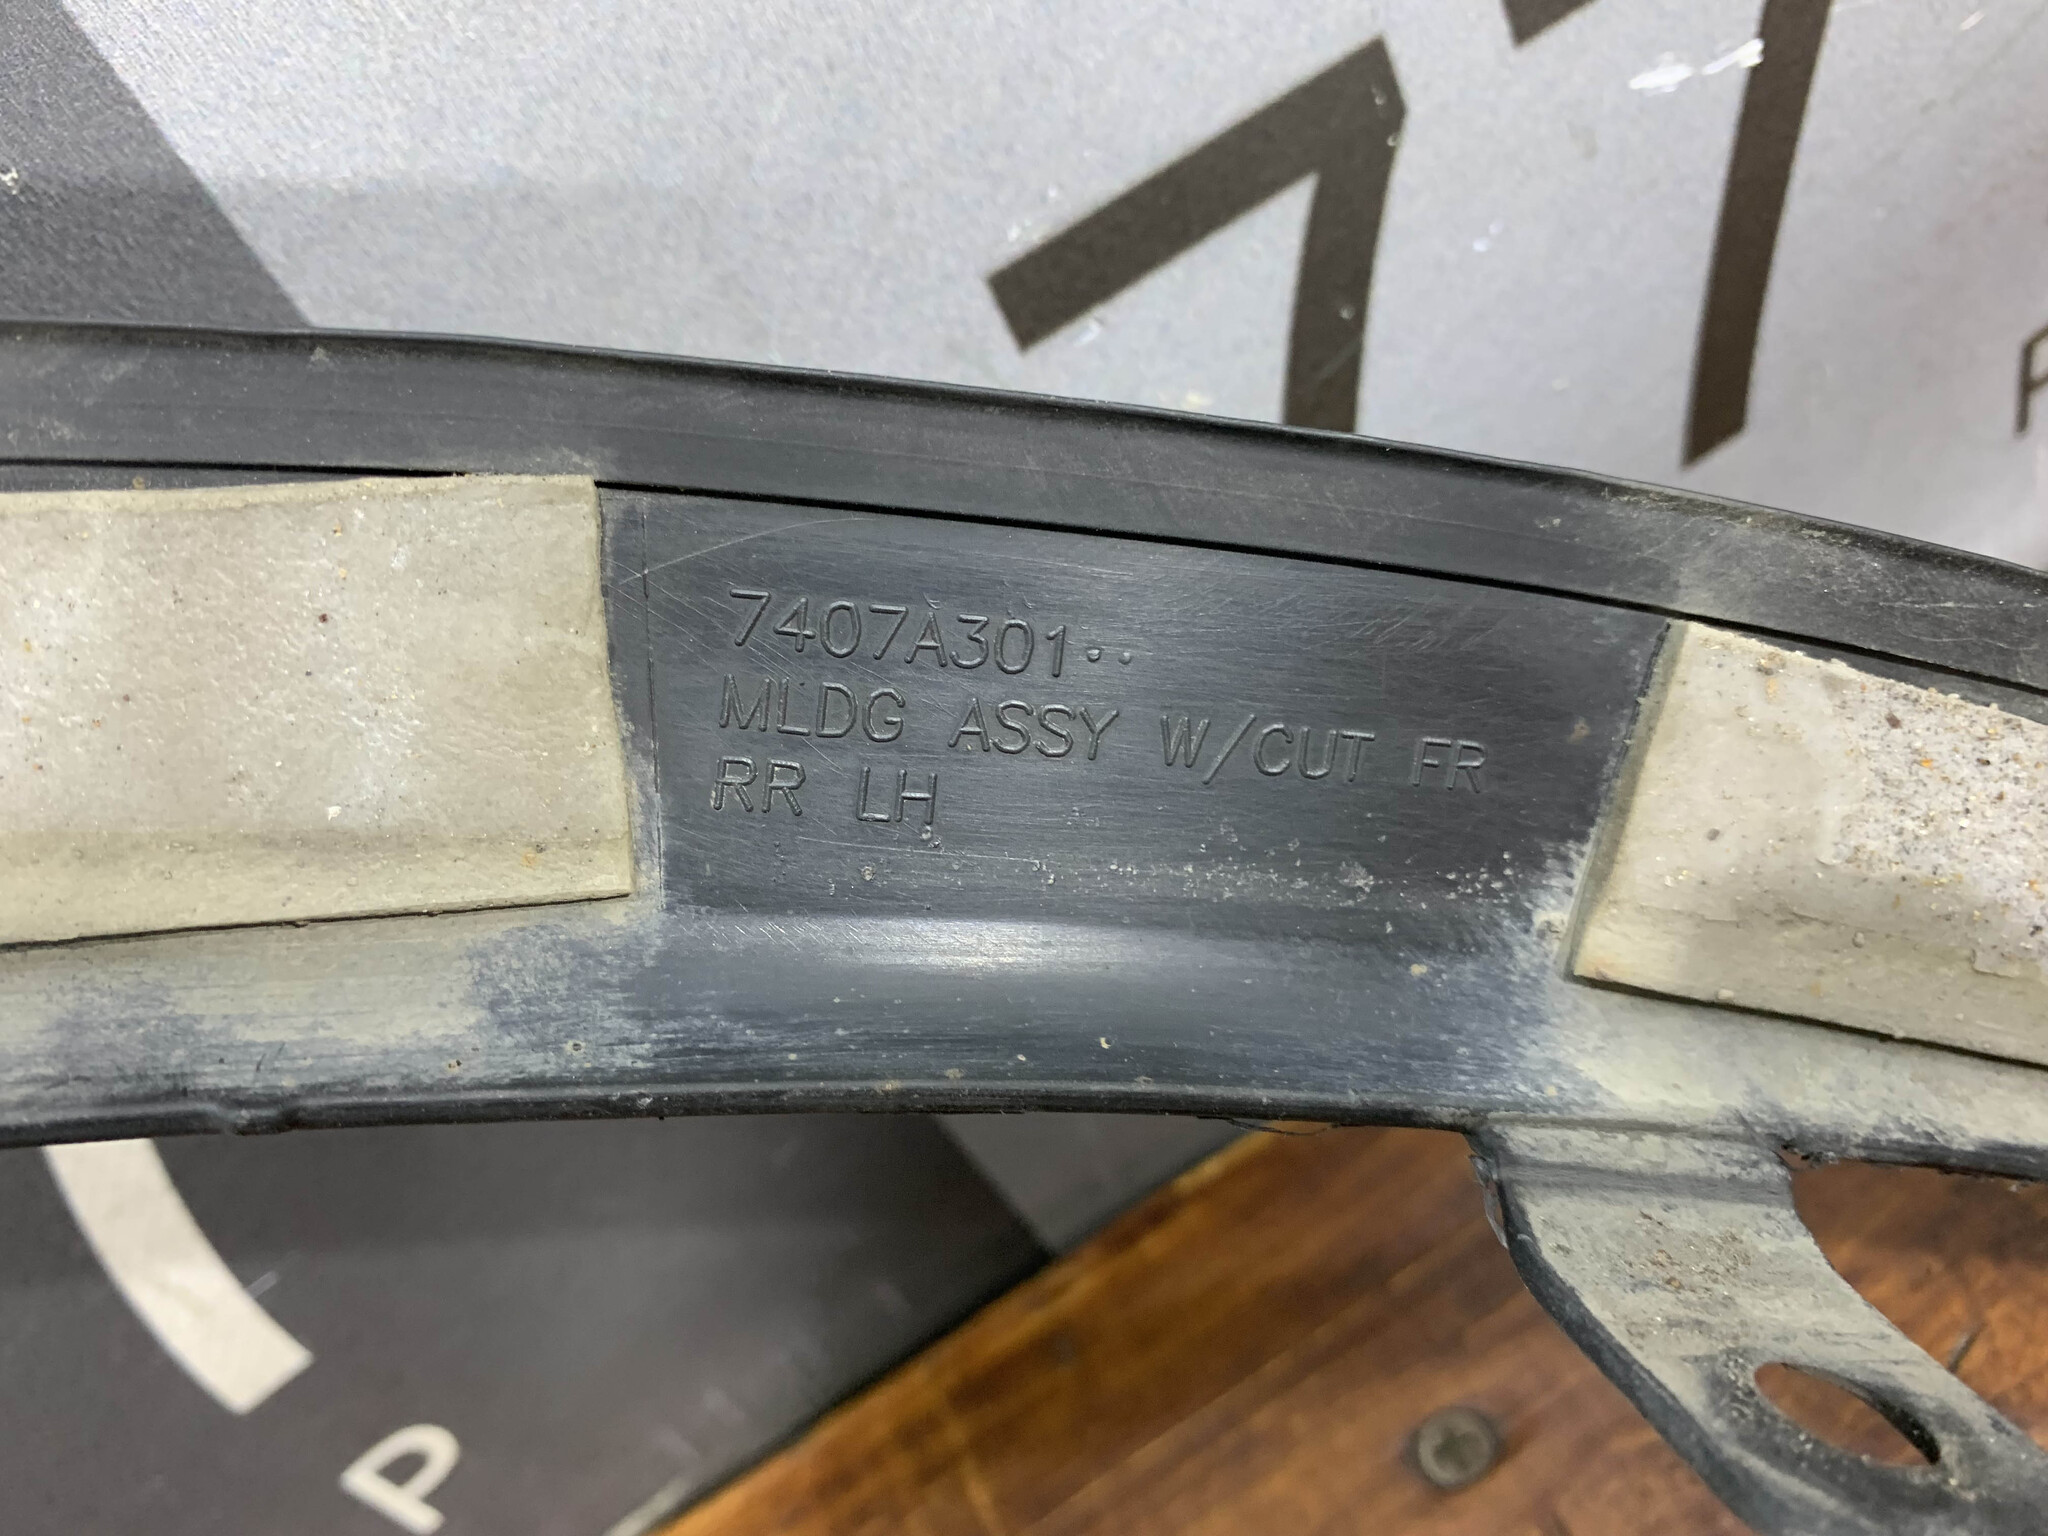 7407A301··
MLDG ASSY W/CUT FR
RR LH
P